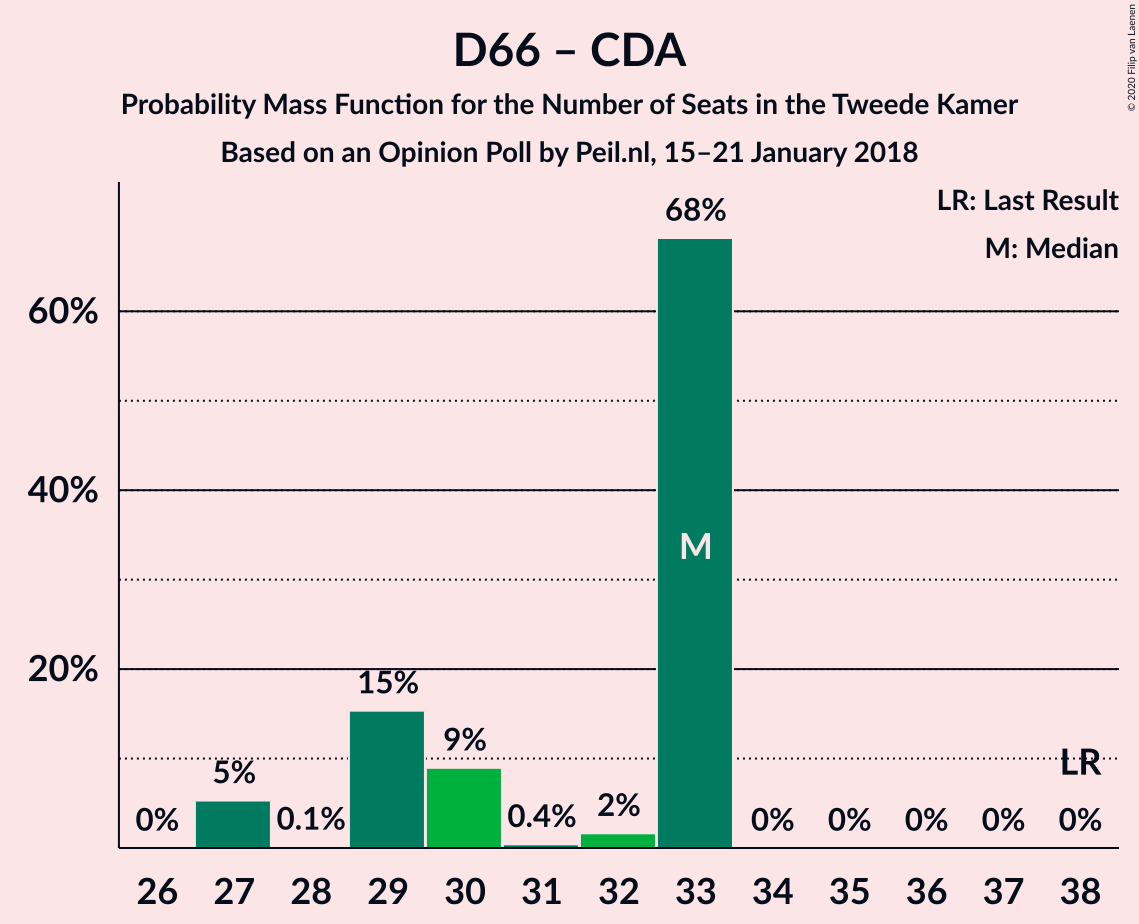 D66 – CDA
Probability Mass Function for the Number of Seats in the Tweede Kamer
Based on an Opinion Poll by Peil.nl, 15–21 January 2018
© 2020 Filip van Laenen
LR: Last Result
M: Median
60%
40%
20%
0%
5%
0.1%
15%
9%
0.4%
2%
68%
M
0%
0%
0%
0%
LR
0%
26 27 28 29 30 31 32 33 34 35 36 37 38